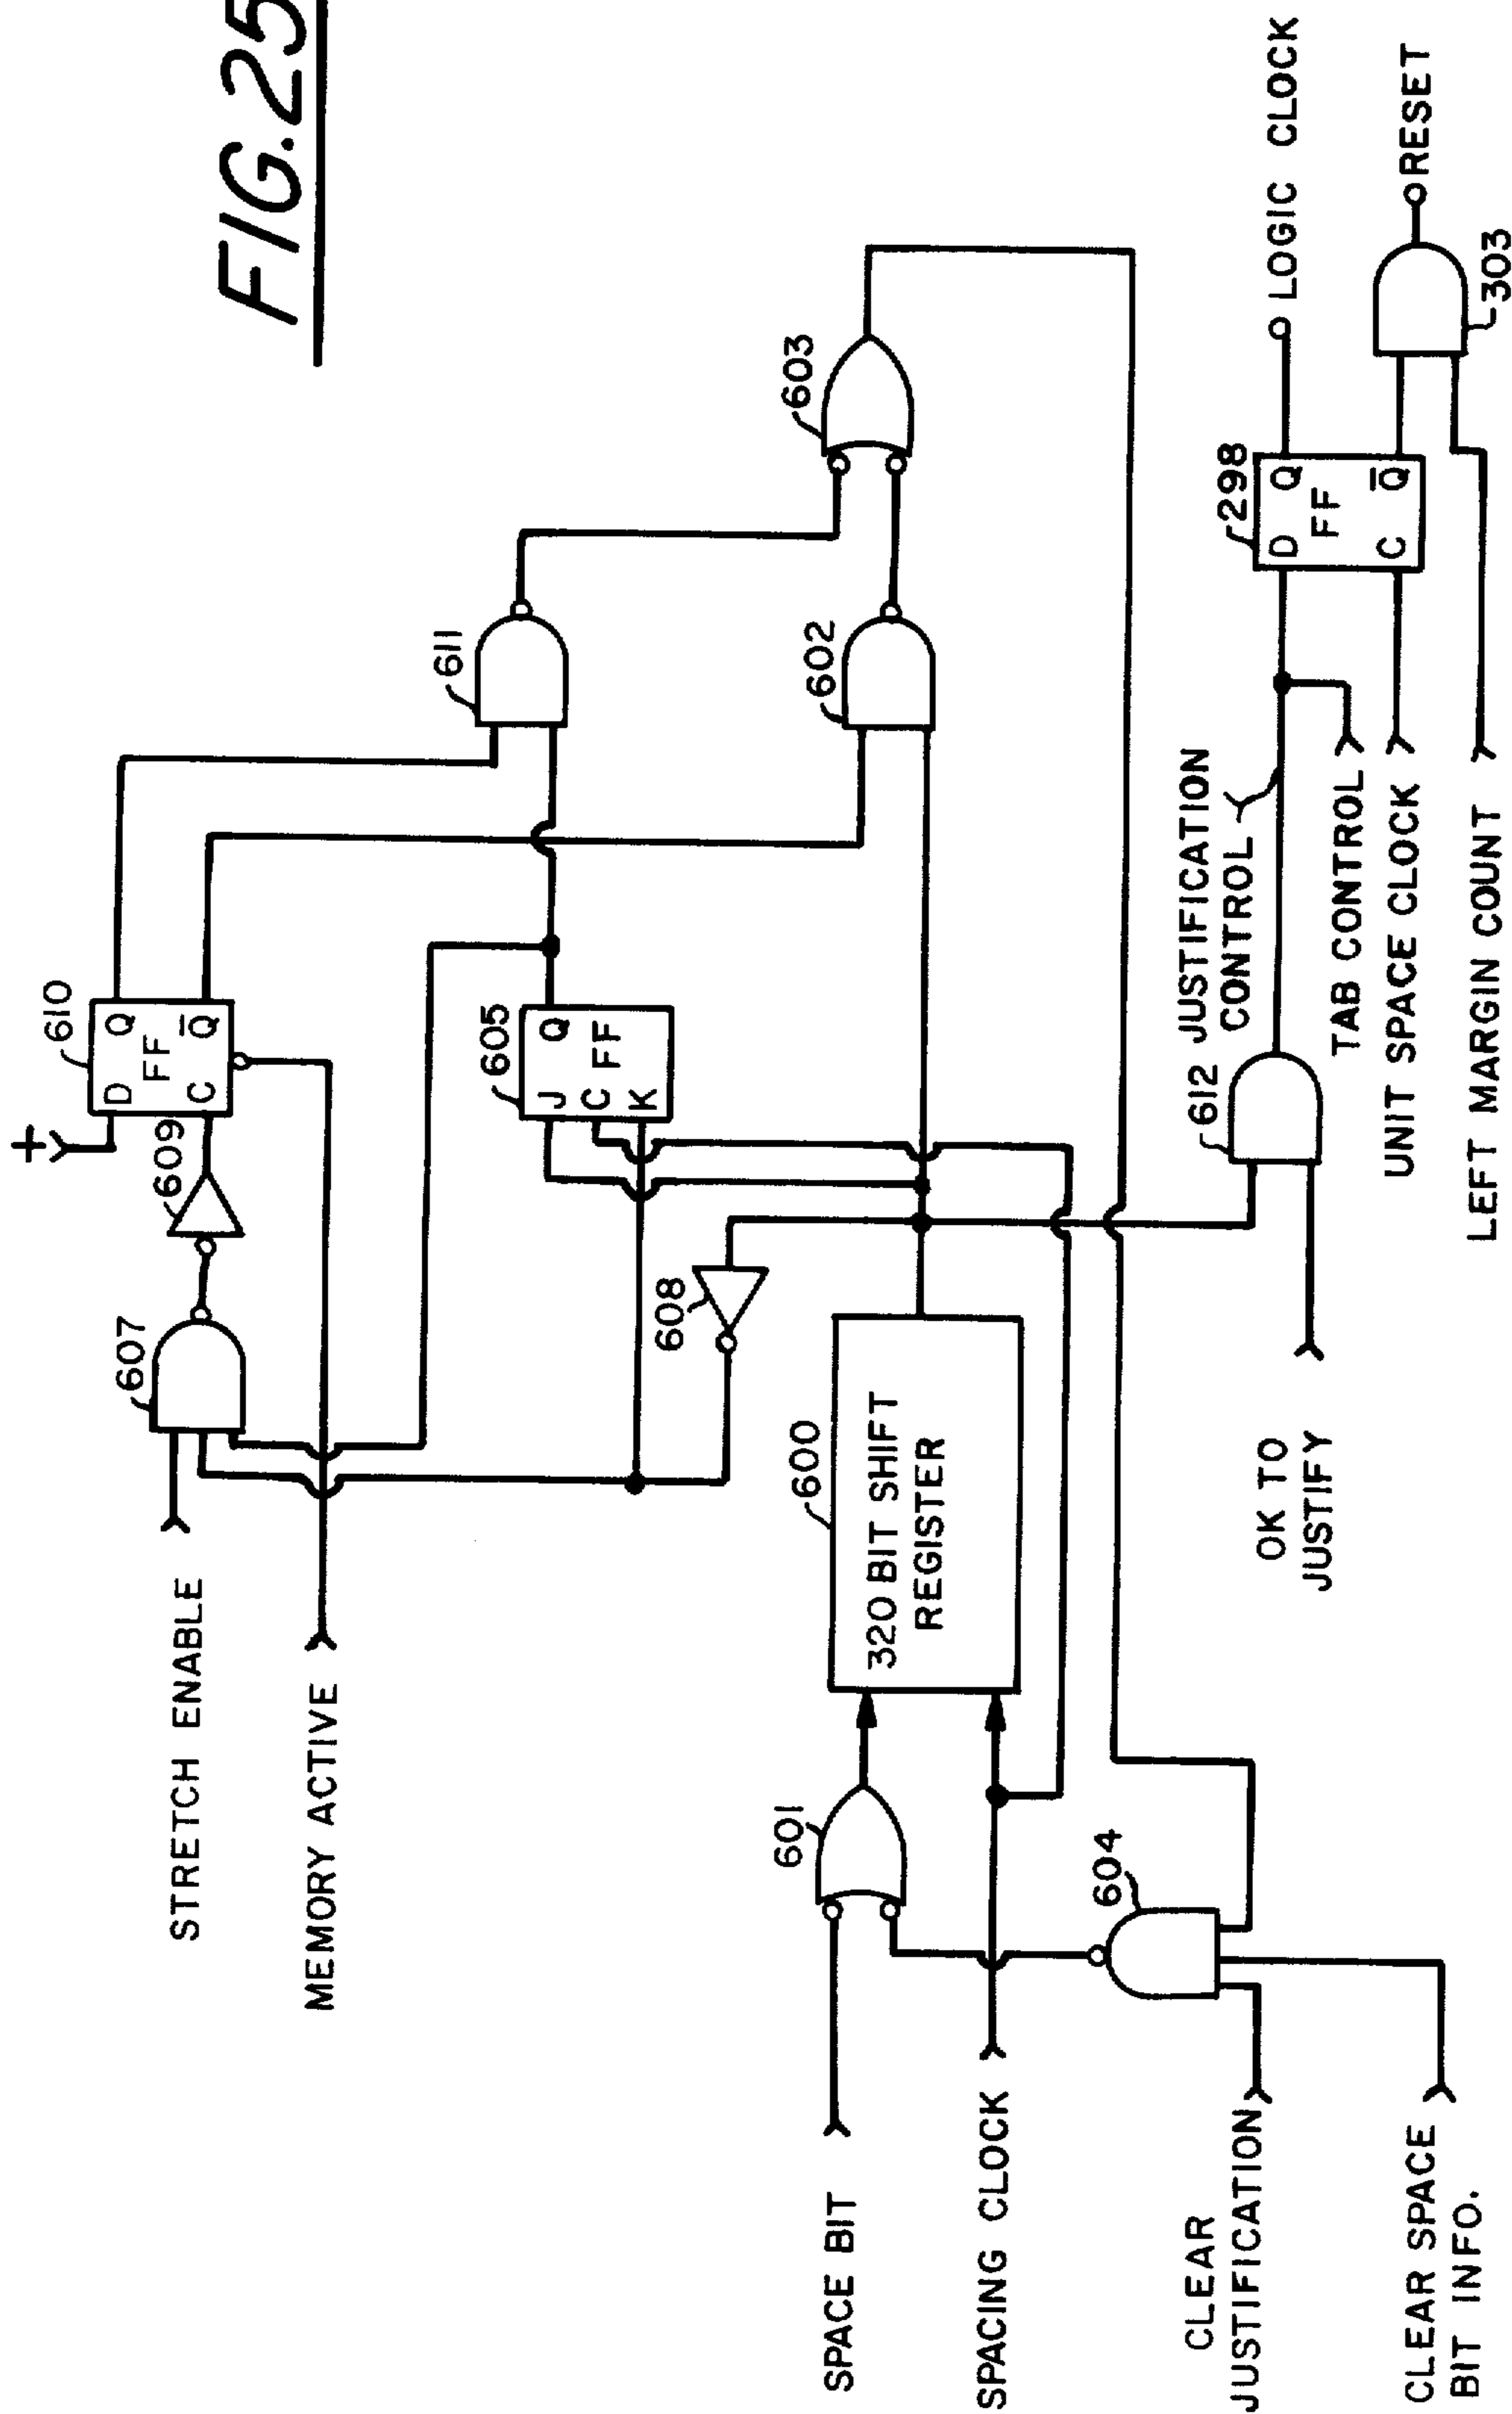 FIG. 25
STRETCH ENABLE
MEMORY ACTIVE
607
609
+
610
D Q
FF
C Q̅
611
605
J Q
C FF
K
608
600
320 BIT SHIFT
REGISTER
601
602
603
604
SPACE BIT
SPACING CLOCK
CLEAR
JUSTIFICATION
CLEAR SPACE
BIT INFO.
OK TO
JUSTIFY
612
JUSTIFICATION
CONTROL
TAB CONTROL
UNIT SPACE CLOCK
LEFT MARGIN COUNT
298
D Q
FF
C Q̅
LOGIC CLOCK
RESET
303